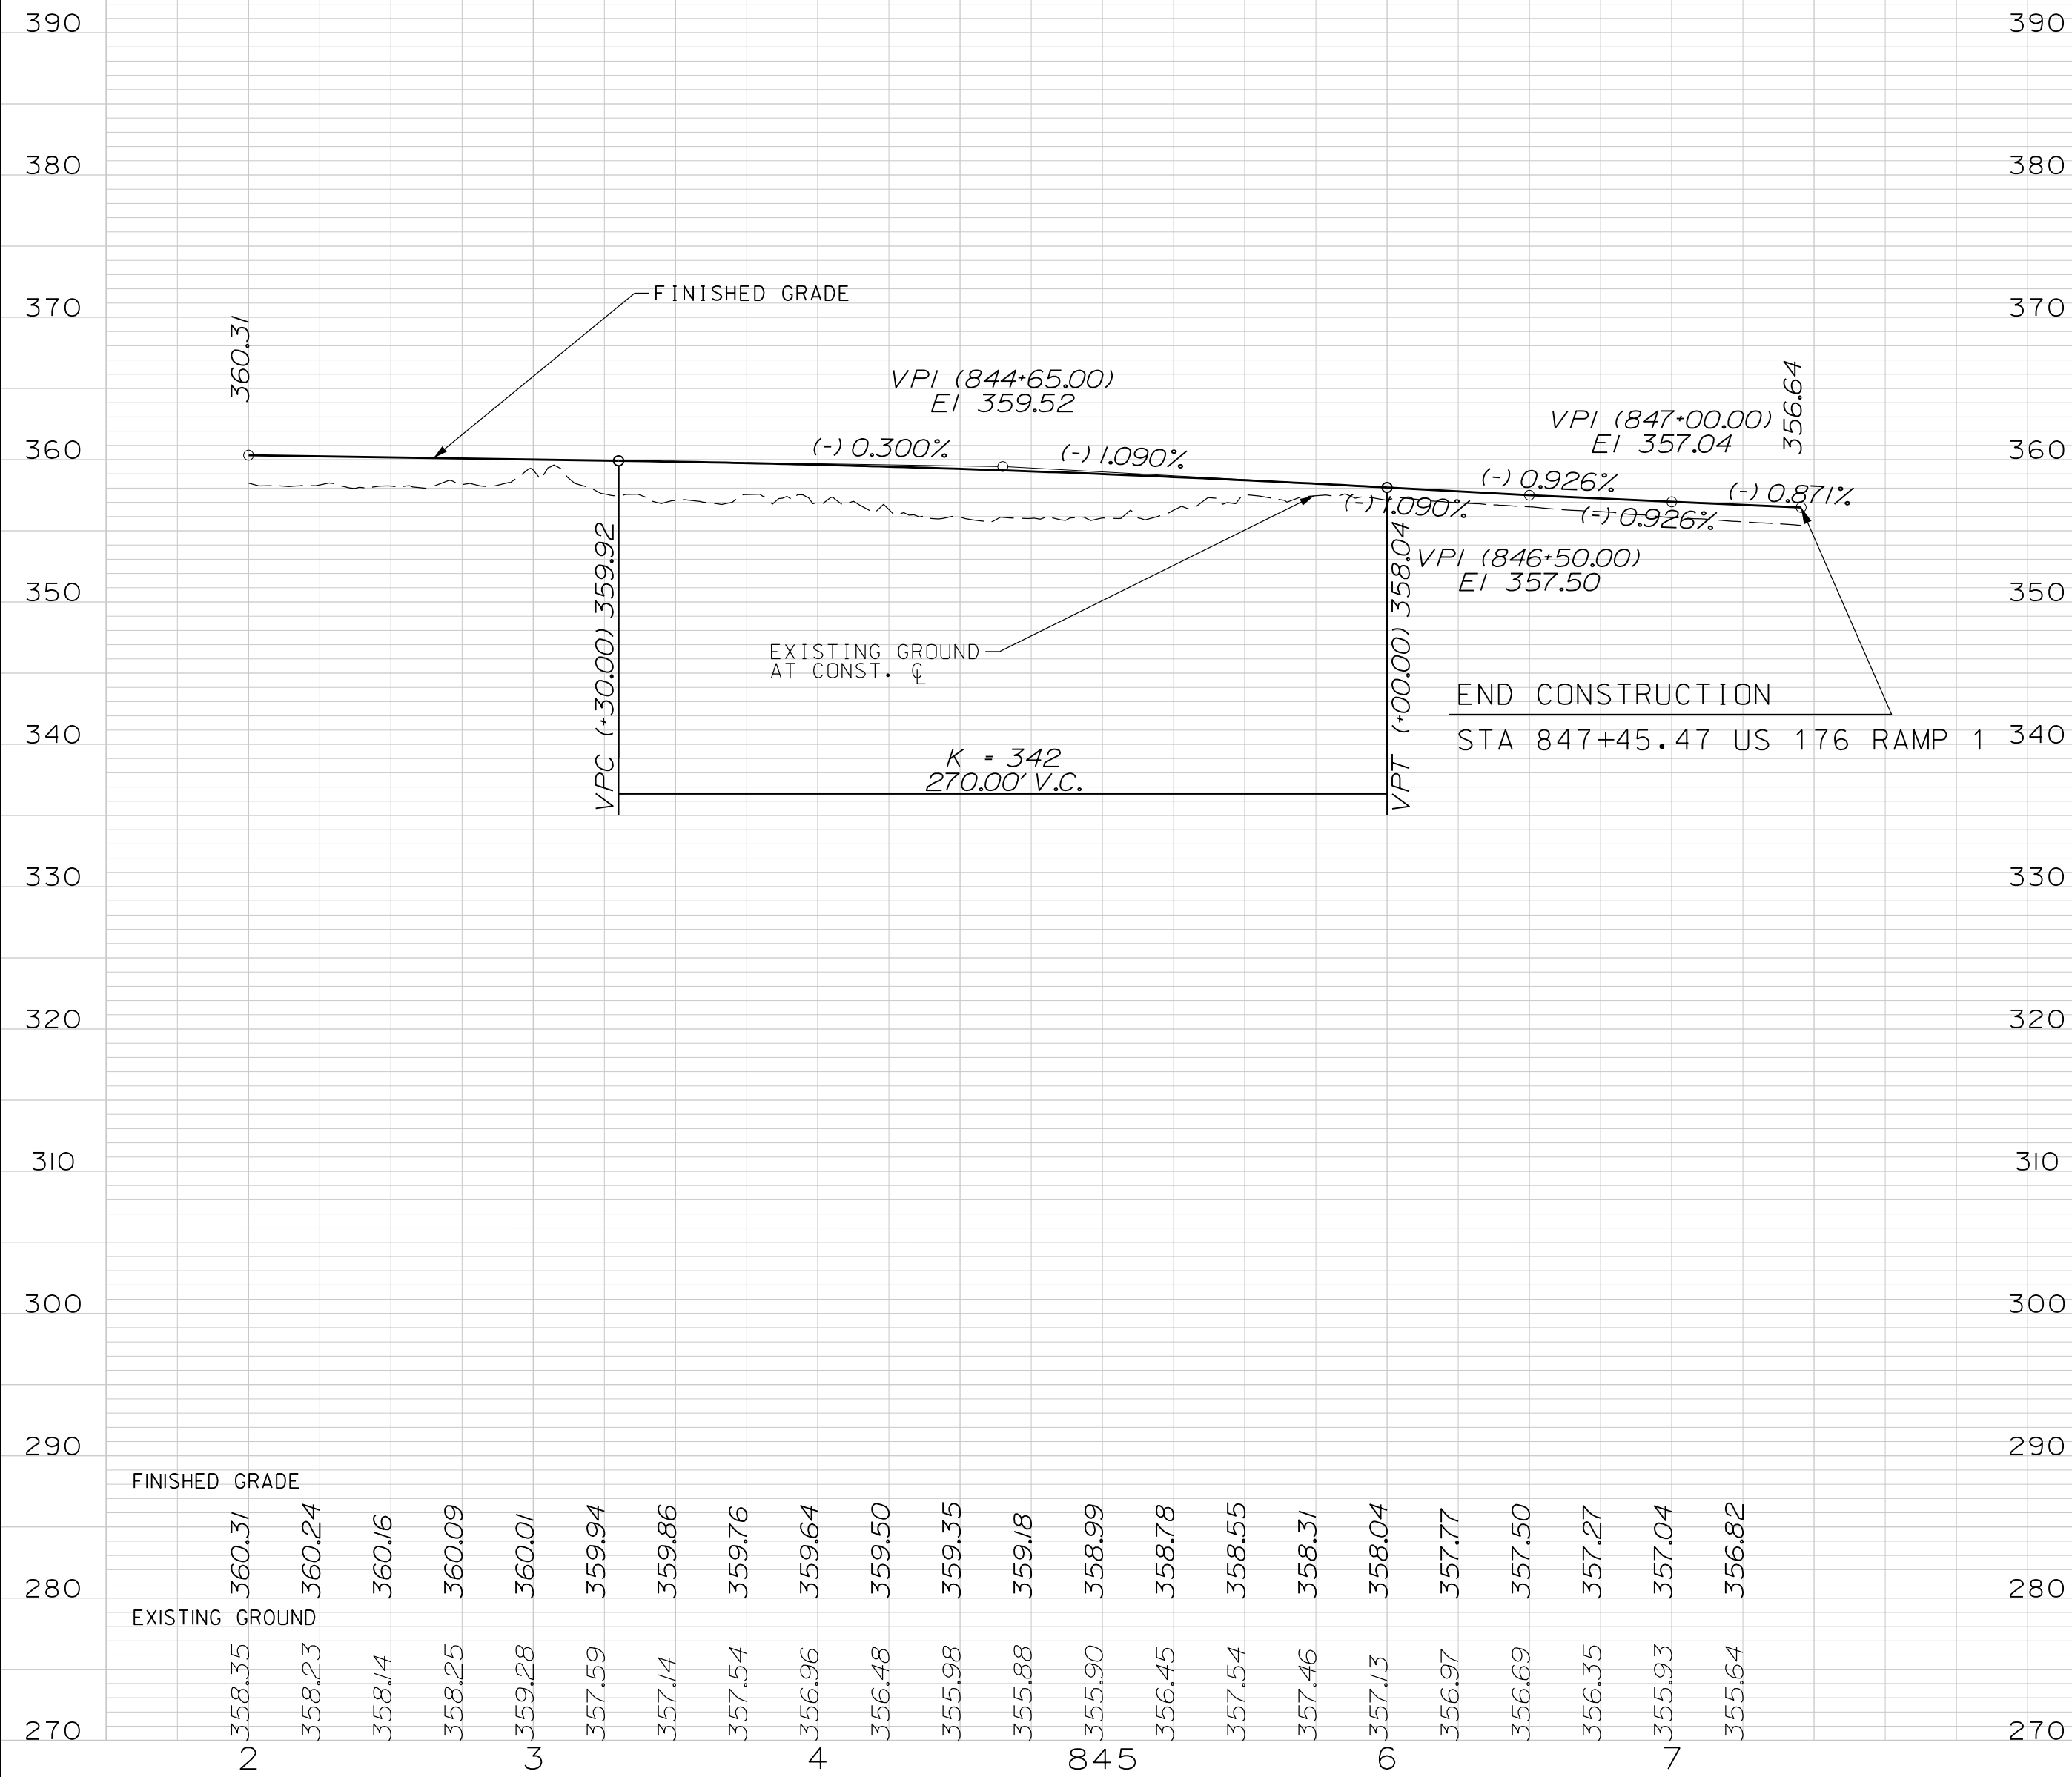 390 390
380 380
370 370
360 360
350 350
340 340
330 330
320 320
310 310
300 300
290 290
280 280
270 270
FINISHED GRADE
360.31
VPI (844+65.00)
El 359.52
(-) 0.300%
(-) 1.090%
VPI (847+00.00)
El 357.04
356.64
(-) 0.926%
(-) 0.871%
(-) 1.090%
(-) 0.926%
VPI (846+50.00)
El 357.50
VPC (+30.00) 359.92
VPT (+00.00) 358.04
EXISTING GROUND
AT CONST. ℄
END CONSTRUCTION
STA 847+45.47 US 176 RAMP 1
K = 342
270.00' V.C.
FINISHED GRADE
360.31 360.24 360.16 360.09 360.01 359.94 359.86 359.76 359.64 359.50 359.35 359.18 358.99 358.78 358.55 358.31 358.04 357.77 357.50 357.27 357.04 356.82
EXISTING GROUND
358.35 358.23 358.14 358.25 359.28 357.59 357.14 357.54 356.96 356.48 355.98 355.88 355.90 356.45 357.54 357.46 357.13 356.97 356.69 356.35 355.93 355.64
2 3 4 845 6 7